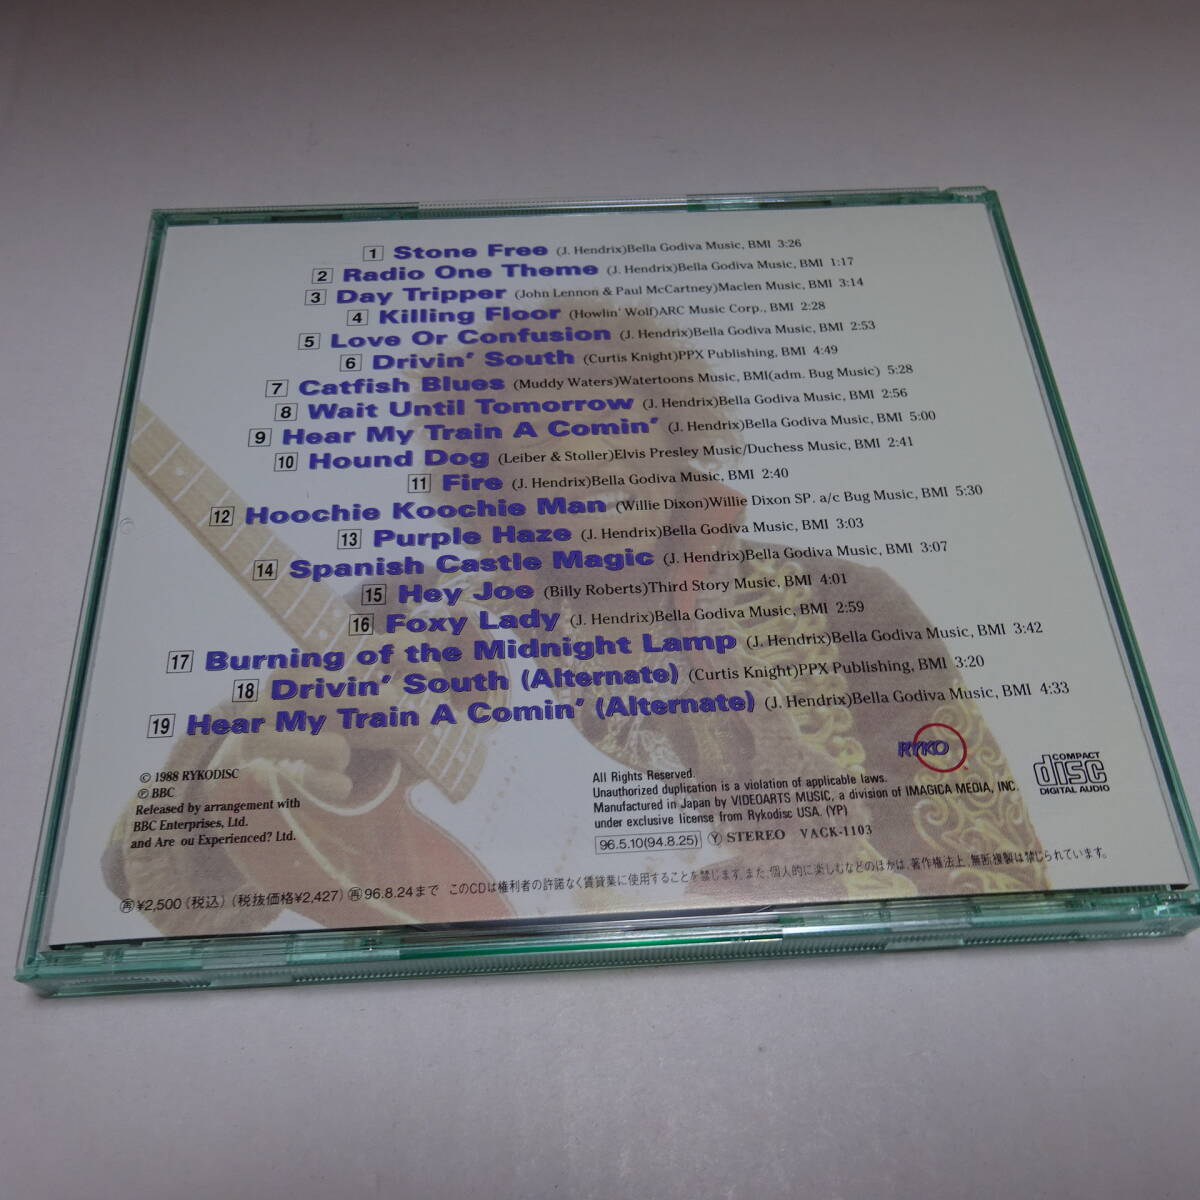 1 Stone Free (J. Hendrix)Bella Godiva Music, BMI 3:26
2 Radio One Theme (J. Hendrix)Bella Godiva Music, BMI 1:17
3 Day Tripper (John Lennon & Paul McCartney)Maclen Music, BMI 3:14
4 Killing Floor (Howlin' Wolf)ARC Music Corp., BMI 2:28
5 Love Or Confusion (J. Hendrix)Bella Godiva Music, BMI 2:53
6 Drivin' South (Curtis Knight)PPX Publishing, BMI 4:49
7 Catfish Blues (Muddy Waters)Watertoons Music, BMI(adm. Bug Music) 5:28
8 Wait Until Tomorrow (J. Hendrix)Bella Godiva Music, BMI 2:56
9 Hear My Train A Comin' (J. Hendrix)Bella Godiva Music, BMI 5:00
10 Hound Dog (Leiber & Stoller)Elvis Presley Music/Duchess Music, BMI 2:41
11 Fire (J. Hendrix)Bella Godiva Music, BMI 2:40
12 Hoochie Koochie Man (Willie Dixon)Willie Dixon SP. a/c Bug Music, BMI 5:30
13 Purple Haze (J. Hendrix)Bella Godiva Music, BMI 3:03
14 Spanish Castle Magic (J. Hendrix)Bella Godiva Music, BMI 3:07
15 Hey Joe (Billy Roberts)Third Story Music, BMI 4:01
16 Foxy Lady (J. Hendrix)Bella Godiva Music, BMI 2:59
17 Burning of the Midnight Lamp (J. Hendrix)Bella Godiva Music, BMI 3:42
18 Drivin' South (Alternate) (Curtis Knight)PPX Publishing, BMI 3:20
19 Hear My Train A Comin' (Alternate) (J. Hendrix)Bella Godiva Music, BMI 4:33
© 1988 RYKODISC
℗ BBC
Released by arrangement with
BBC Enterprises, Ltd.
and Are ou Experienced? Ltd.
All Rights Reserved.
Unauthorized duplication is a violation of applicable laws.
Manufactured in Japan by VIDEOARTS MUSIC, a division of IMAGICA MEDIA, INC.
under exclusive license from Rykodisc USA. (YP)
96.5.10(94.8.25) Ⓨ STEREO VACK-1103
RYKO
COMPACT
disc
DIGITAL AUDIO
㊢¥2,500(税込)(税抜価格¥2,427)㊢96.8.24まで このCDは権利者の許諾なく賃貸業に使用することを禁じます。また、個人的に楽しむなどのほかは、著作権法上、無断複製は禁じられています。